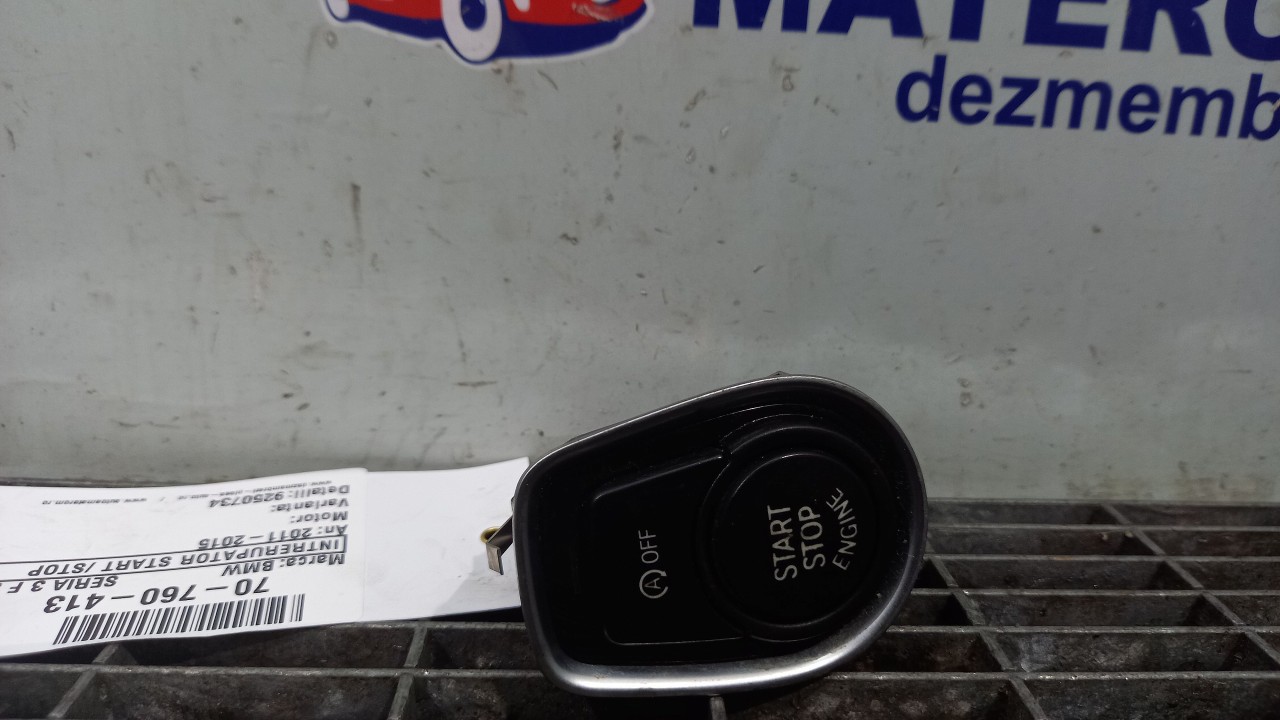 MATERO
dezmemb
A OFF
START
STOP
ENGINE
70-760-413
Marca: BMW SERIA 3 F
INTRERUPATOR START /STOP
An: 2011-2015
Motor:
Varianta:
Detalii: 9250734